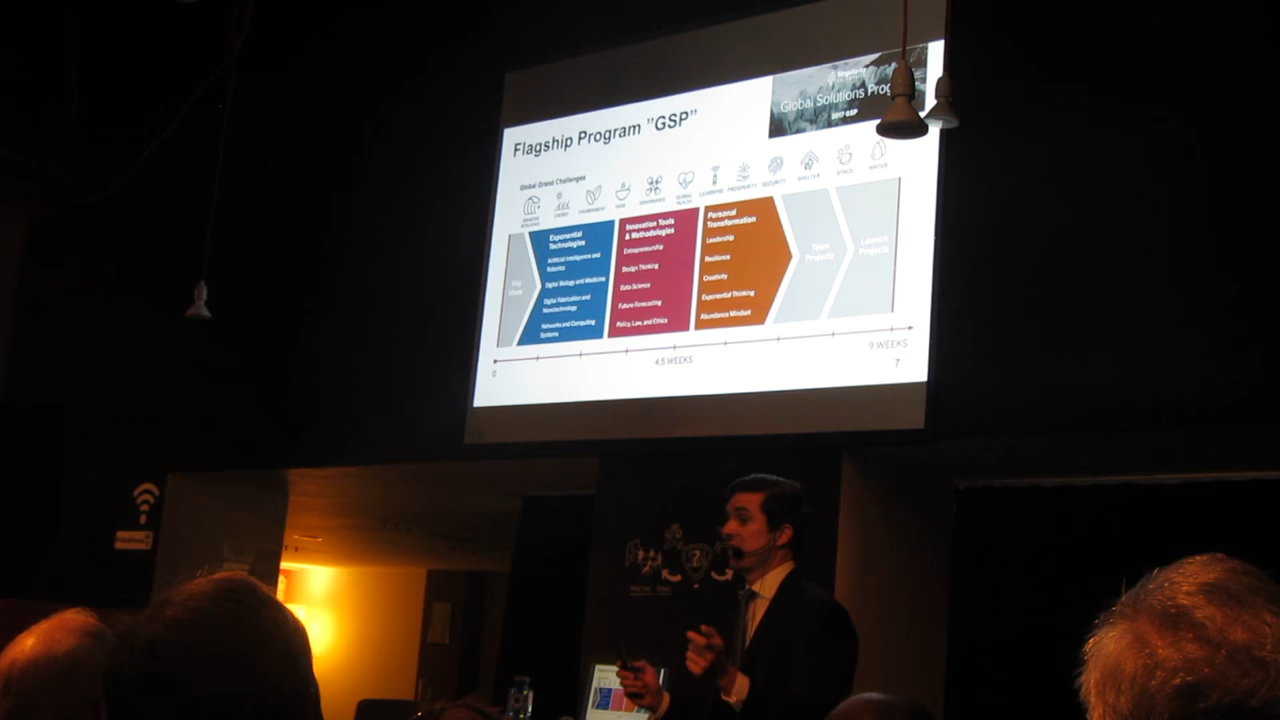 Singularity
Global Solutions Prog
2017 GSP
Flagship Program "GSP"
Global Grand Challenges
DISASTER RESILIENCE
ENERGY
ENVIRONMENT
FOOD
GOVERNANCE
GLOBAL HEALTH
LEARNING
PROSPERITY
SECURITY
SHELTER
SPACE
WATER
Key
Ideas
Exponential
Technologies
Artificial Intelligence and
Robotics
Digital Biology and Medicine
Digital Fabrication and
Nanotechnology
Networks and Computing
Systems
Innovation Tools
& Methodologies
Entrepreneurship
Design Thinking
Data Science
Future Forecasting
Policy, Law, and Ethics
Personal
Transformation
Leadership
Resilience
Creativity
Exponential Thinking
Abundance Mindset
Team
Projects
Launch
Projects
0
4.5 WEEKS
9 WEEKS
7